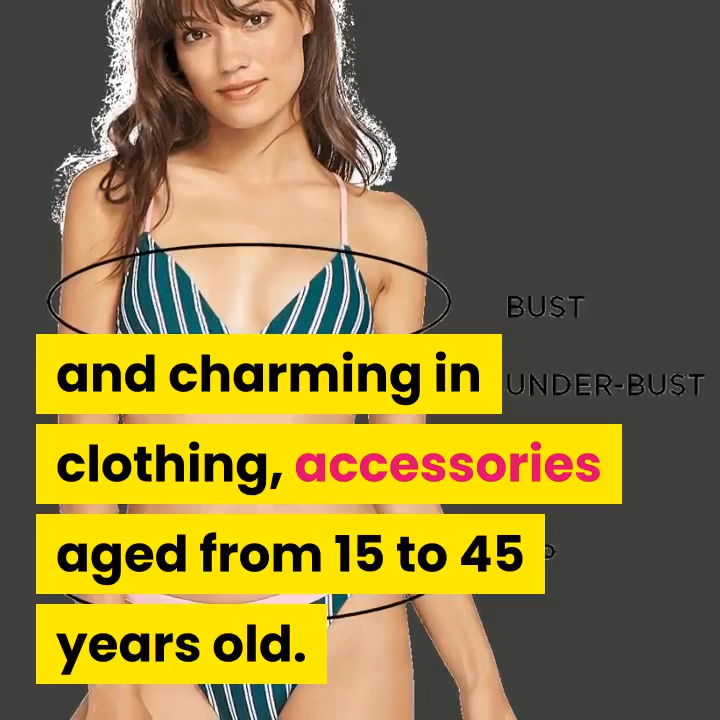 BUST
UNDER-BUST
and charming in
clothing, accessories
aged from 15 to 45
years old.